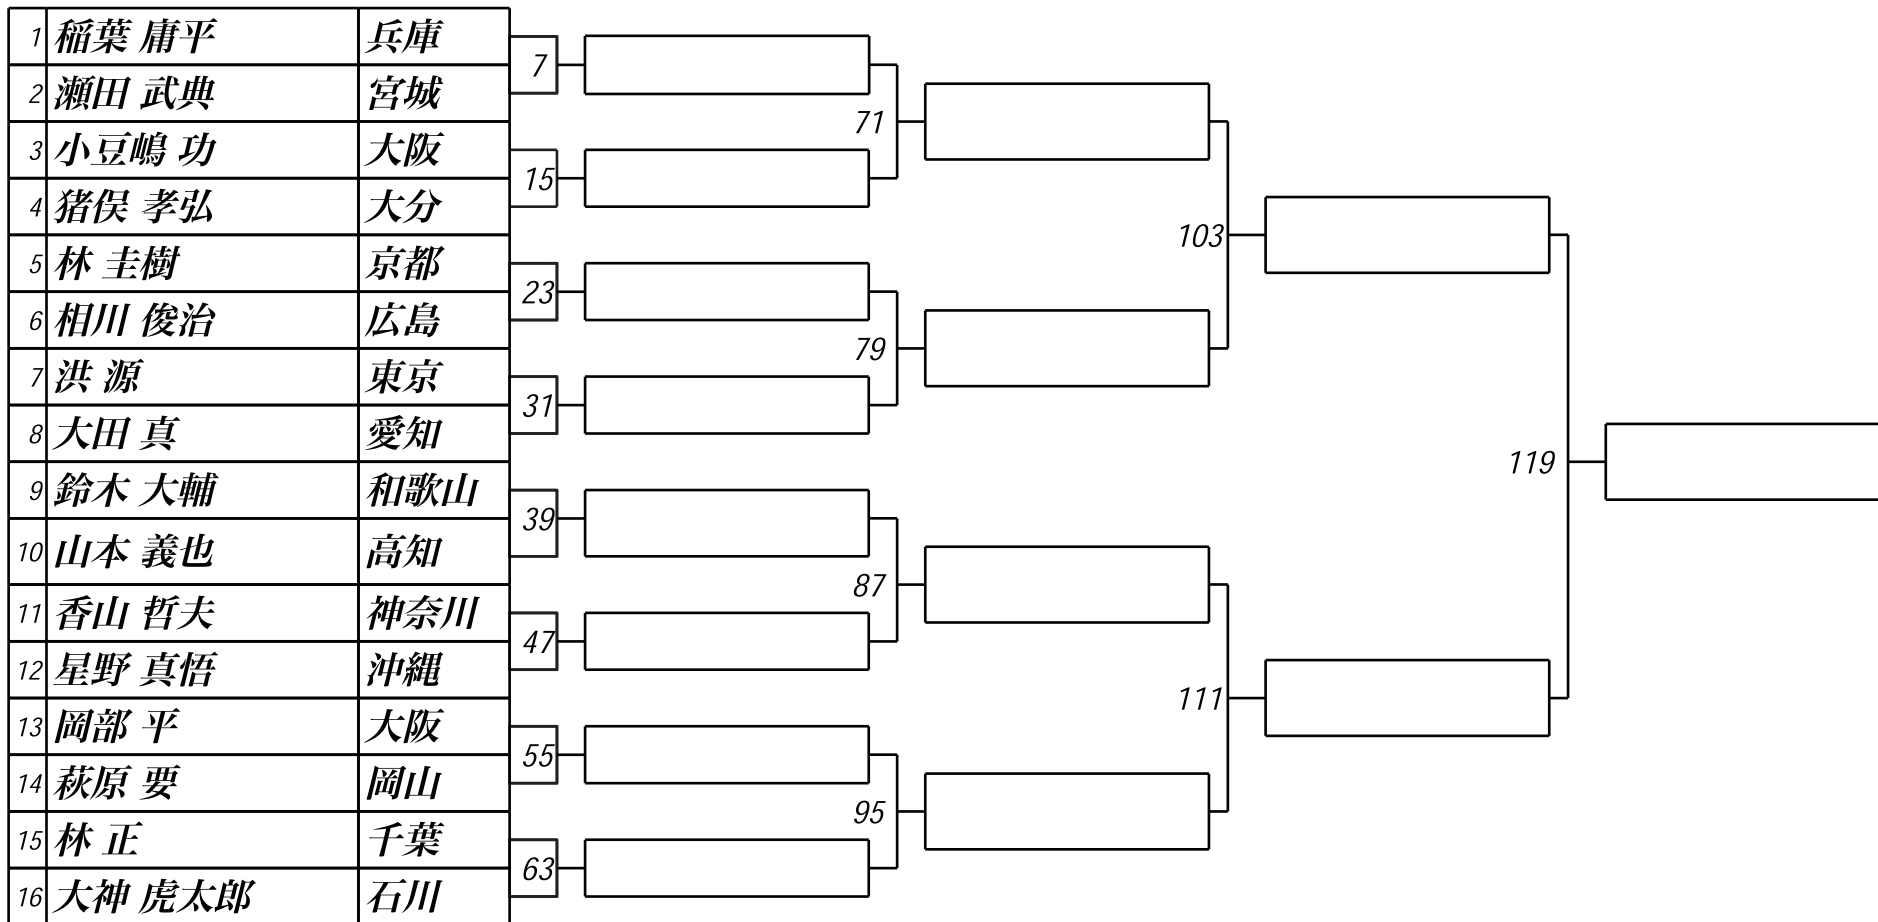 1 稲葉 庸平 兵庫
7
2 瀬田 武典 宮城
71
3 小豆嶋 功 大阪
15
4 猪俣 孝弘 大分
103
5 林 圭樹 京都
23
6 相川 俊治 広島
79
7 洪 源 東京
31
8 大田 真 愛知
119
9 鈴木 大輔 和歌山
39
10 山本 義也 高知
87
11 香山 哲夫 神奈川
47
12 星野 真悟 沖縄
111
13 岡部 平 大阪
55
14 萩原 要 岡山
95
15 林 正 千葉
63
16 大神 虎太郎 石川